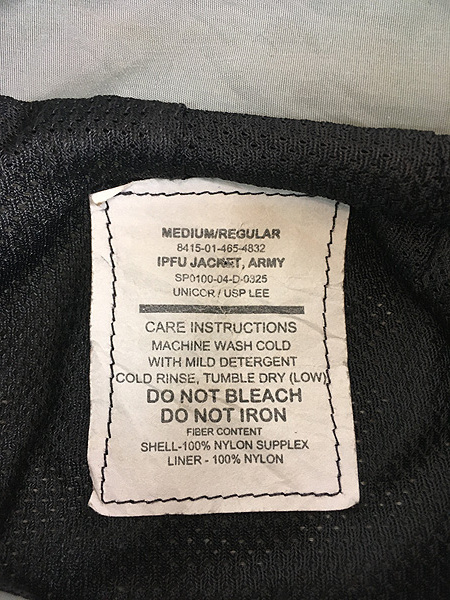 MEDIUM/REGULAR
8415-01-465-4832
IPFU JACKET, ARMY
SP0100-04-D-0325
UNICOR / USP LEE
CARE INSTRUCTIONS
MACHINE WASH COLD
WITH MILD DETERGENT
COLD RINSE, TUMBLE DRY (LOW)
DO NOT BLEACH
DO NOT IRON
FIBER CONTENT
SHELL-100% NYLON SUPPLEX
LINER - 100% NYLON